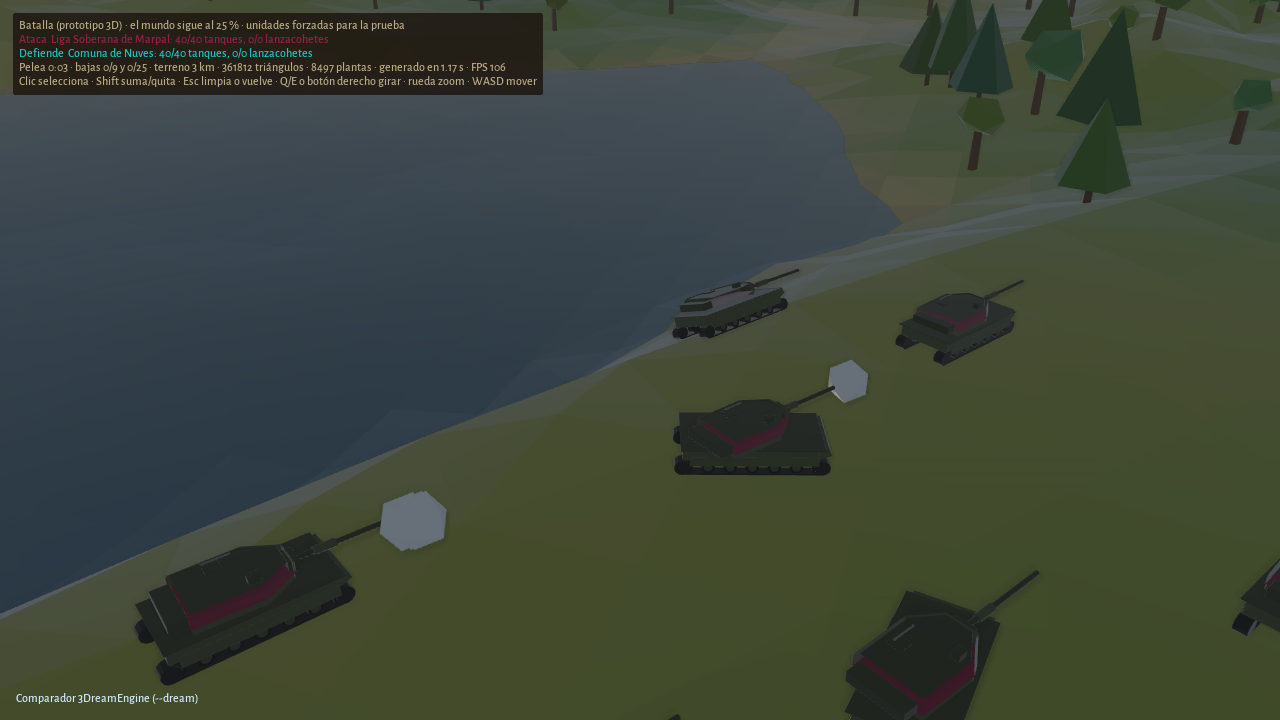 Batalla (prototipo 3D) · el mundo sigue al 25 % · unidades forzadas para la prueba
Ataca Liga Soberana de Marpal: 40/40 tanques, 0/0 lanzacohetes
Defiende Comuna de Nuves: 40/40 tanques, 0/0 lanzacohetes
Pelea 0:03 · bajas 0/9 y 0/25 · terreno 3 km · 361812 triángulos · 8497 plantas · generado en 1.17 s · FPS 106
Clic selecciona · Shift suma/quita · Esc limpia o vuelve · Q/E o botón derecho girar · rueda zoom · WASD mover
Comparador 3DreamEngine (--dream)